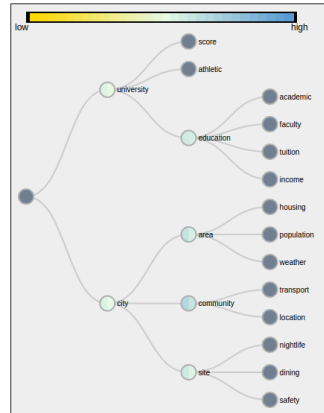 low
high
score
university
athletic
academic
faculty
education
tuition
income
housing
area
population
weather
transport
city
community
location
nightlife
site
dining
safety